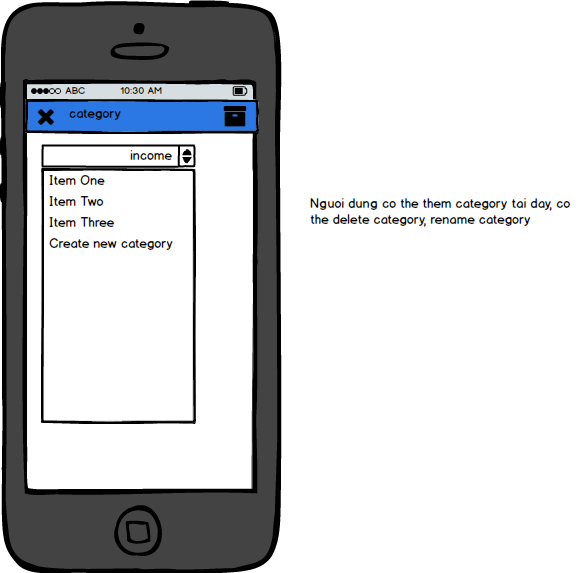 ABC 10:30 AM
category
income
Item One
Item Two
Item Three
Create new category
Nguoi dung co the them category tai day, co
the delete category, rename category